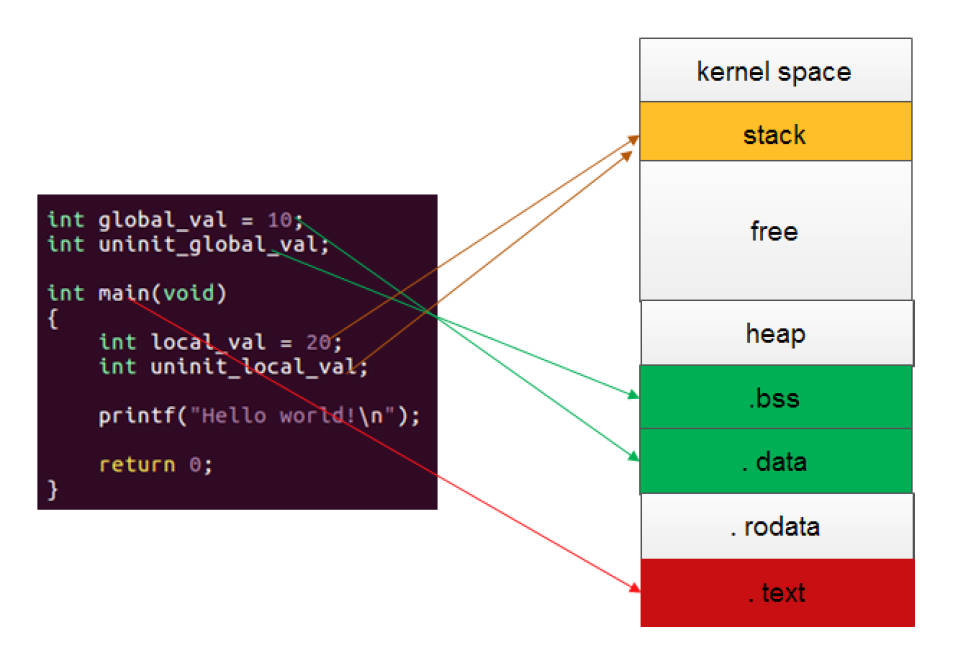 int global_val = 10;
int uninit_global_val;
int main(void)
{
    int local_val = 20;
    int uninit_local_val;
    printf("Hello world!\n");
    return 0;
}
kernel space
stack
free
heap
.bss
. data
. rodata
. text